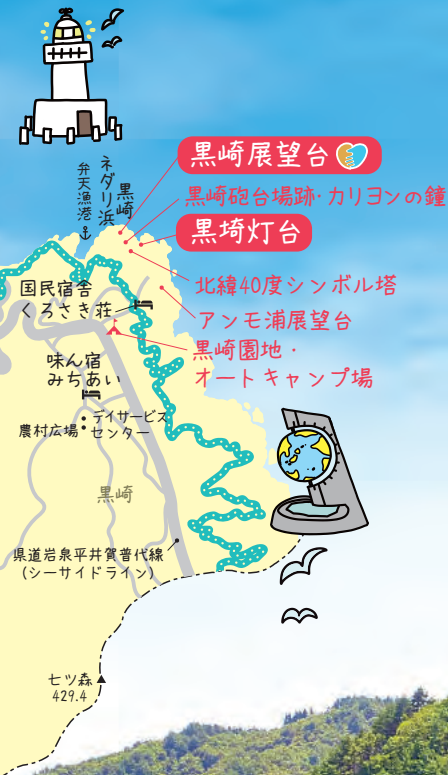 黒崎展望台
黒崎砲台場跡・カリヨンの鐘
黒埼灯台
北緯40度シンボル塔
アンモ浦展望台
黒崎園地・
オートキャンプ場
弁天漁港
ネダリ浜
黒崎
国民宿舎
くろさき荘
味ん宿
みちあい
デイサービス
センター
農村広場
黒崎
県道岩泉平井賀普代線
(シーサイドライン)
七ツ森
429.4